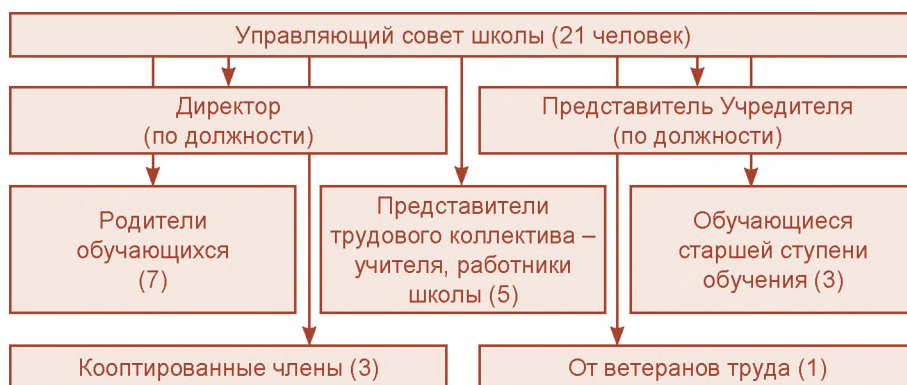 Управляющий совет школы (21 человек)
Директор
(по должности)
Представитель Учредителя
(по должности)
Родители
обучающихся
(7)
Представители
трудового коллектива –
учителя, работники
школы (5)
Обучающиеся
старшей ступени
обучения (3)
Кооптированные члены (3)
От ветеранов труда (1)